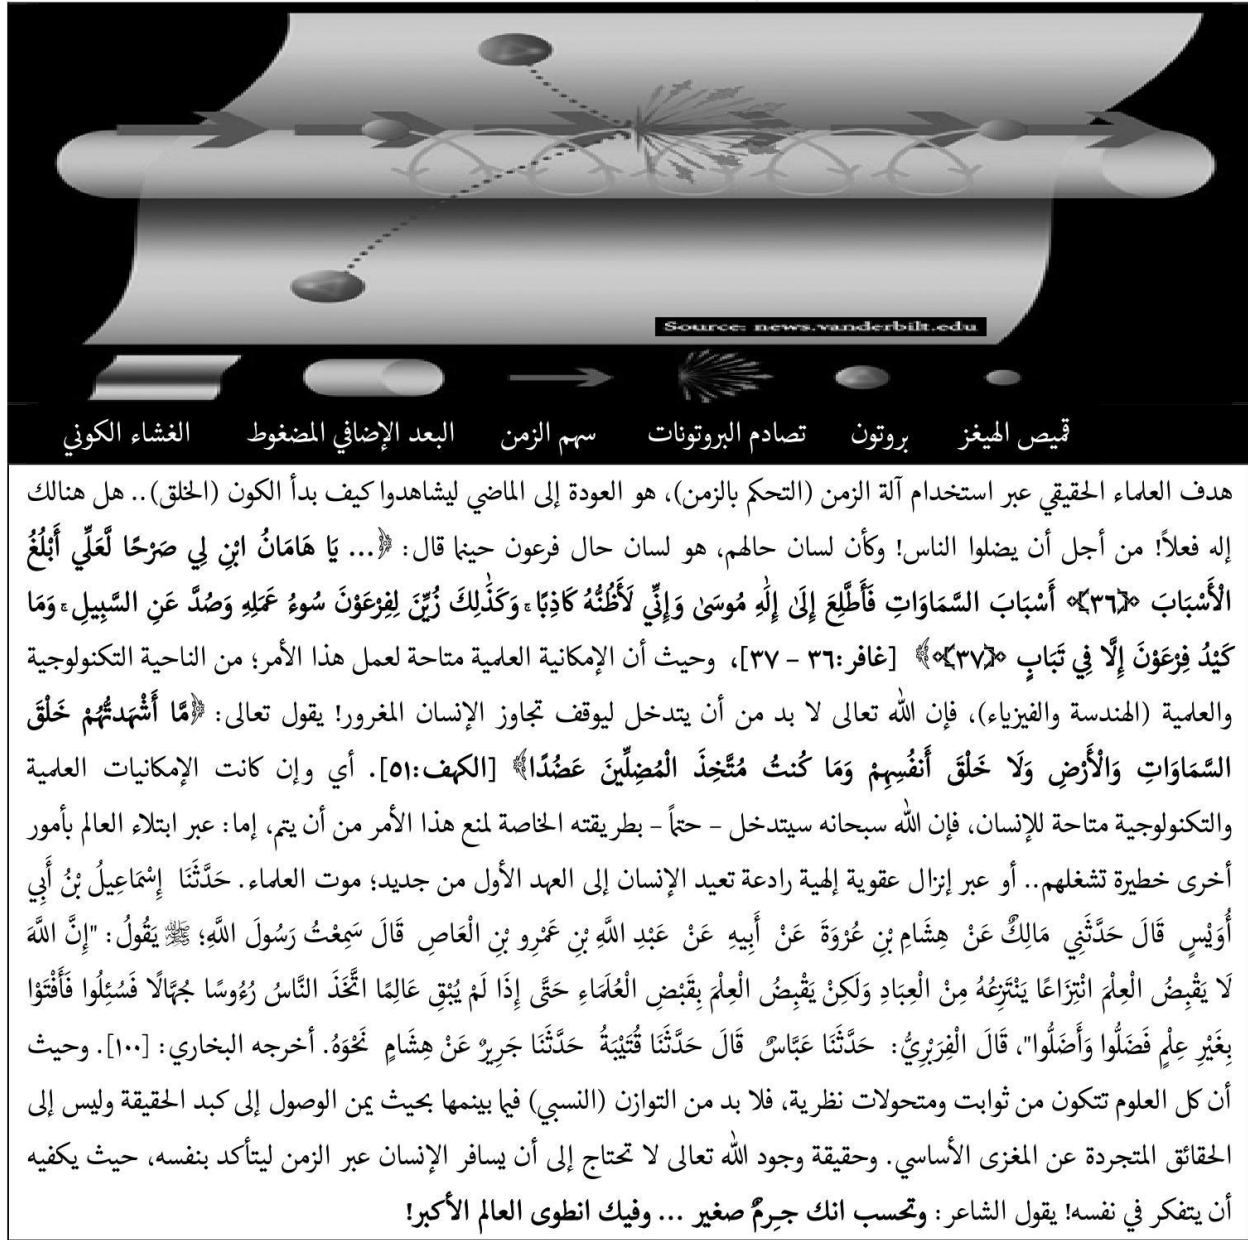 Source: news.vanderbilt.edu
قميص الهيغز بروتون تصادم البروتونات سهم الزمن البعد الإضافي المضغوط الغشاء الكوني
هدف العلماء الحقيقي عبر استخدام آلة الزمن (التحكم بالزمن)، هو العودة إلى الماضي ليشاهدوا كيف بدأ الكون (الخلق).. هل هنالك
إله فعلاً! من أجل أن يضلوا الناس! وكأن لسان حالهم، هو لسان حال فرعون حينما قال: ﴿... يَا هَامَانُ ابْنِ لِي صَرْحًا لَّعَلِّي أَبْلُغُ
الْأَسْبَابَ ﴿٣٦﴾ أَسْبَابَ السَّمَاوَاتِ فَأَطَّلِعَ إِلَىٰ إِلَٰهِ مُوسَىٰ وَإِنِّي لَأَظُنُّهُ كَاذِبًا ۚ وَكَذَٰلِكَ زُيِّنَ لِفِرْعَوْنَ سُوءُ عَمَلِهِ وَصُدَّ عَنِ السَّبِيلِ ۚ وَمَا
كَيْدُ فِرْعَوْنَ إِلَّا فِي تَبَابٍ ﴿٣٧﴾﴾ [غافر:٣٦ – ٣٧]، وحيث أن الإمكانية العلمية متاحة لعمل هذا الأمر؛ من الناحية التكنولوجية
والعلمية (الهندسة والفيزياء)، فإن الله تعالى لا بد من أن يتدخل ليوقف تجاوز الإنسان المغرور! يقول تعالى: ﴿مَّا أَشْهَدتُّهُمْ خَلْقَ
السَّمَاوَاتِ وَالْأَرْضِ وَلَا خَلْقَ أَنفُسِهِمْ وَمَا كُنتُ مُتَّخِذَ الْمُضِلِّينَ عَضُدًا﴾ [الكهف:٥١]. أي وإن كانت الإمكانيات العلمية
والتكنولوجية متاحة للإنسان، فإن الله سبحانه سيتدخل – حتماً – بطريقته الخاصة لمنع هذا الأمر من أن يتم، إما: عبر ابتلاء العالم بأمور
أخرى خطيرة تشغلهم.. أو عبر إنزال عقوبة إلهية رادعة تعيد الإنسان إلى العهد الأول من جديد؛ موت العلماء. حَدَّثَنَا إِسْمَاعِيلُ بْنُ أَبِي
أُوَيْسٍ قَالَ حَدَّثَنِي مَالِكٌ عَنْ هِشَامِ بْنِ عُرْوَةَ عَنْ أَبِيهِ عَنْ عَبْدِ اللَّهِ بْنِ عَمْرِو بْنِ الْعَاصِ قَالَ سَمِعْتُ رَسُولَ اللَّهِ؛ ﷺ يَقُولُ: "إِنَّ اللَّهَ
لَا يَقْبِضُ الْعِلْمَ انْتِزَاعًا يَنْتَزِعُهُ مِنْ الْعِبَادِ وَلَكِنْ يَقْبِضُ الْعِلْمَ بِقَبْضِ الْعُلَمَاءِ حَتَّى إِذَا لَمْ يُبْقِ عَالِمًا اتَّخَذَ النَّاسُ رُءُوسًا جُهَّالًا فَسُئِلُوا فَأَفْتَوْا
بِغَيْرِ عِلْمٍ فَضَلُّوا وَأَضَلُّوا"، قَالَ الْفِرَبْرِيُّ: حَدَّثَنَا عَبَّاسٌ قَالَ حَدَّثَنَا قُتَيْبَةُ حَدَّثَنَا جَرِيرٌ عَنْ هِشَامٍ نَحْوَهُ. أخرجه البخاري: [١٠٠]. وحيث
أن كل العلوم تتكون من ثوابت ومتحولات نظرية، فلا بد من التوازن (النسبي) فيما بينمها بحيث يمن الوصول إلى كبد الحقيقة وليس إلى
الحقائق المتجردة عن المغزى الأساسي. وحقيقة وجود الله تعالى لا تحتاج إلى أن يسافر الإنسان عبر الزمن ليتأكد بنفسه، حيث يكفيه
أن يتفكر في نفسه! يقول الشاعر: وتحسب انك جـرمٌ صغير ... وفيك انطوى العالم الأكبر!